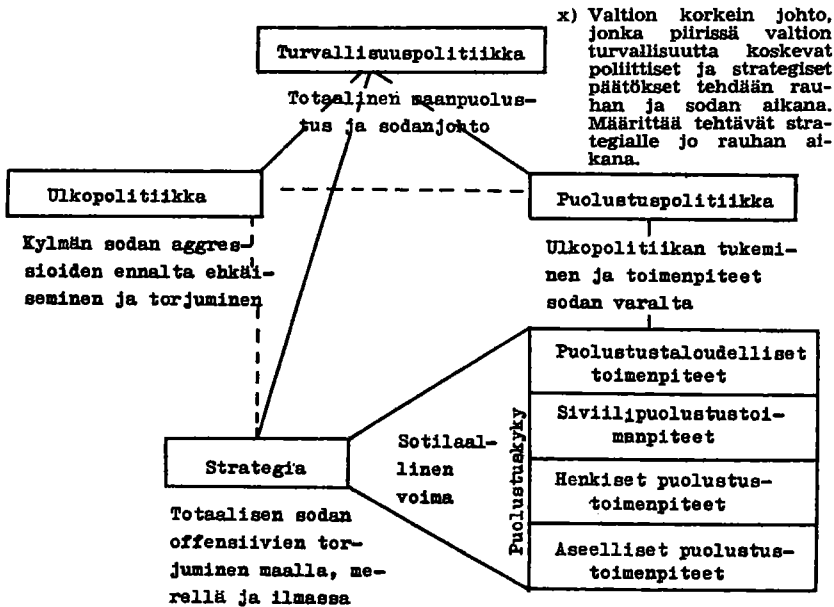 Turvallisuuspolitiikka
x) Valtion korkein johto,
jonka piirissä valtion
turvallisuutta koskevat
poliittiset ja strategiset
päätökset tehdään rau-
han ja sodan aikana.
Määrittää tehtävät stra-
tegialle jo rauhan ai-
kana.
Totaalinen maanpuolus-
tus ja sodanjohto
Ulkopolitiikka
Puolustuspolitiikka
Kylmän sodan aggres-
sioiden ennalta ehkäi-
seminen ja torjuminen
Ulkopolitiikan tukemi-
nen ja toimenpiteet
sodan varalta
Strategia
Sotilaal-
linen
voima
Puolustuskyky
Puolustustaloudelliset
toimenpiteet
Siviilipuolustustoi-
manpiteet
Henkiset puolustus-
toimenpiteet
Aseelliset puolustus-
toimenpiteet
Totaalisen sodan
offensiivien tor-
juminen maalla, me-
rellä ja ilmassa